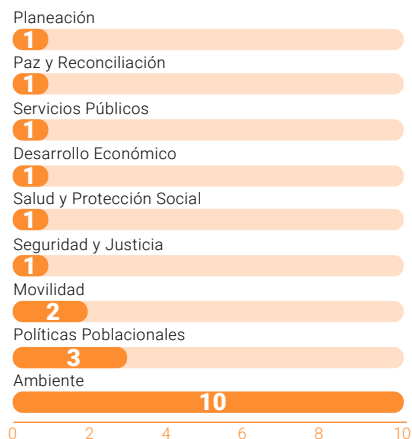 Planeación
1
Paz y Reconciliación
1
Servicios Públicos
1
Desarrollo Económico
1
Salud y Protección Social
1
Seguridad y Justicia
1
Movilidad
2
Políticas Poblacionales
3
Ambiente
10
0 2 4 6 8 10